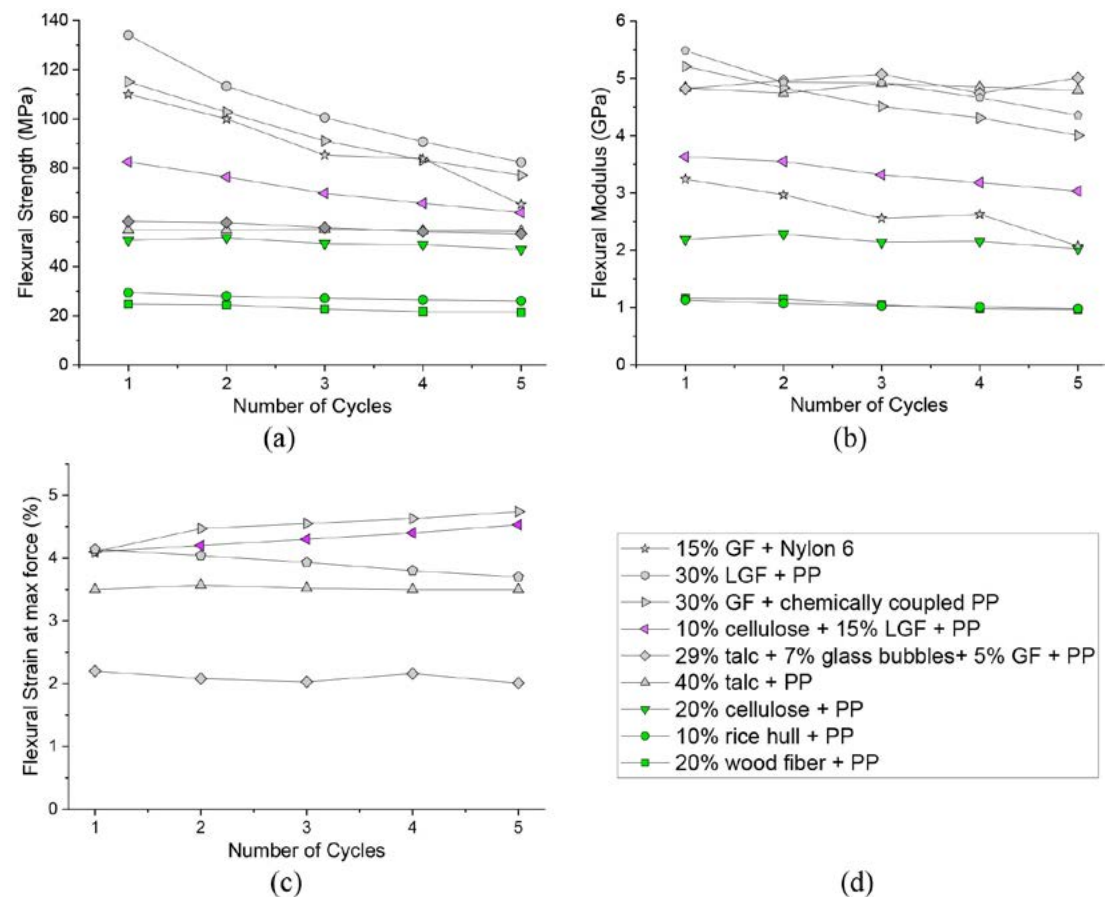 140
120
100
80
60
40
20
0
Flexural Strength (MPa)
1 2 3 4 5
Number of Cycles
(a)
6
5
4
3
2
1
0
Flexural Modulus (GPa)
1 2 3 4 5
Number of Cycles
(b)
5
4
3
2
1
0
Flexural Strain at max force (%)
1 2 3 4 5
Number of Cycles
(c)
15% GF + Nylon 6
30% LGF + PP
30% GF + chemically coupled PP
10% cellulose + 15% LGF + PP
29% talc + 7% glass bubbles+ 5% GF + PP
40% talc + PP
20% cellulose + PP
10% rice hull + PP
20% wood fiber + PP
(d)